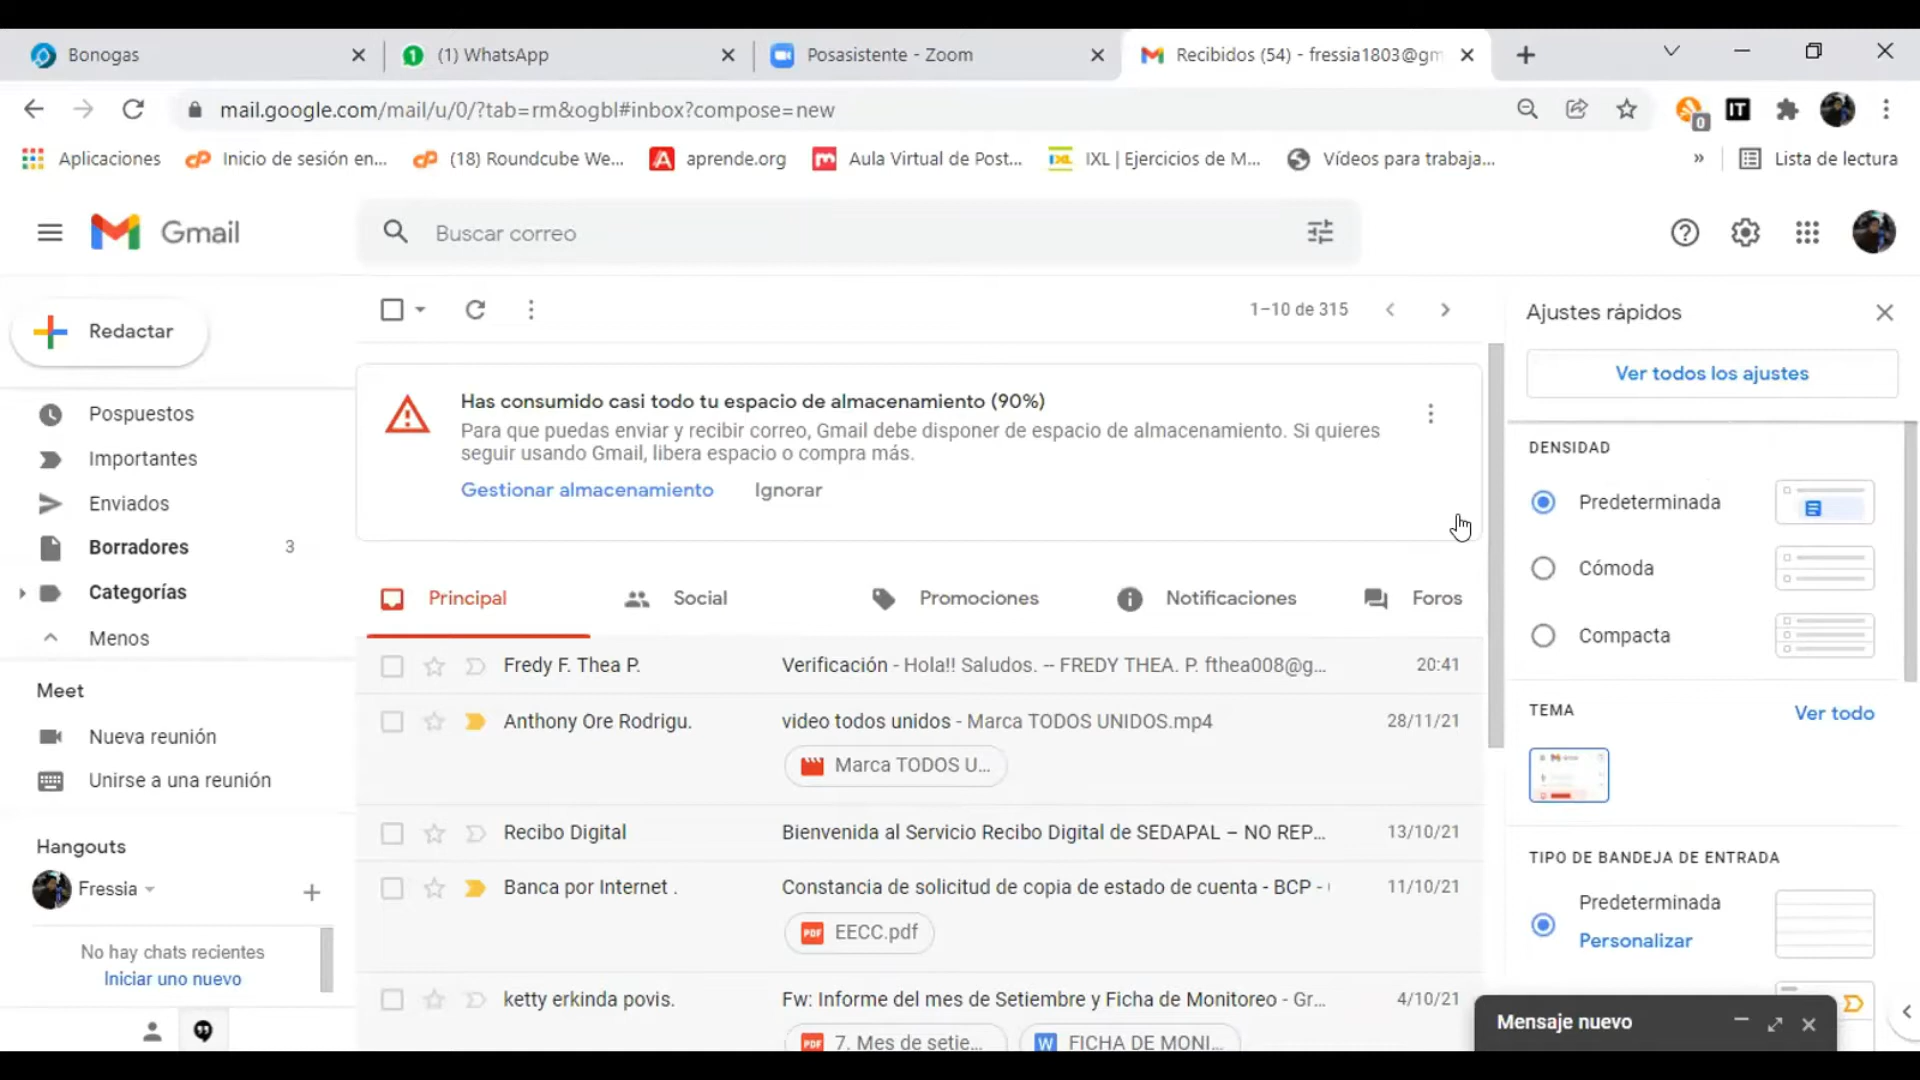 Bonogas
(1) WhatsApp
Posasistente - Zoom
Recibidos (54) - fressia1803@gm
mail.google.com/mail/u/0/?tab=rm&ogbl#inbox?compose=new
0
IT
Aplicaciones
Inicio de sesión en...
(18) Roundcube We...
aprende.org
Aula Virtual de Post...
IXL | Ejercicios de M...
Vídeos para trabaja...
»
Lista de lectura
Gmail
Buscar correo
Redactar
1–10 de 315
Ajustes rápidos
Ver todos los ajustes
Pospuestos
Importantes
Enviados
Borradores 3
Categorías
Menos
Has consumido casi todo tu espacio de almacenamiento (90%)
Para que puedas enviar y recibir correo, Gmail debe disponer de espacio de almacenamiento. Si quieres
seguir usando Gmail, libera espacio o compra más.
Gestionar almacenamiento Ignorar
DENSIDAD
Predeterminada
Cómoda
Compacta
Principal
Social
Promociones
Notificaciones
Foros
Fredy F. Thea P. Verificación - Hola!! Saludos. -- FREDY THEA. P. fthea008@g... 20:41
Anthony Ore Rodrigu. video todos unidos - Marca TODOS UNIDOS.mp4 28/11/21
Marca TODOS U...
Recibo Digital Bienvenida al Servicio Recibo Digital de SEDAPAL – NO REP... 13/10/21
Banca por Internet . Constancia de solicitud de copia de estado de cuenta - BCP - 11/10/21
PDF EECC.pdf
ketty erkinda povis. Fw: Informe del mes de Setiembre y Ficha de Monitoreo - Gr... 4/10/21
PDF 7. Mes de setie...
W FICHA DE MONI...
Meet
Nueva reunión
Unirse a una reunión
Hangouts
Fressia
No hay chats recientes
Iniciar uno nuevo
TEMA
Ver todo
TIPO DE BANDEJA DE ENTRADA
Predeterminada
Personalizar
Mensaje nuevo